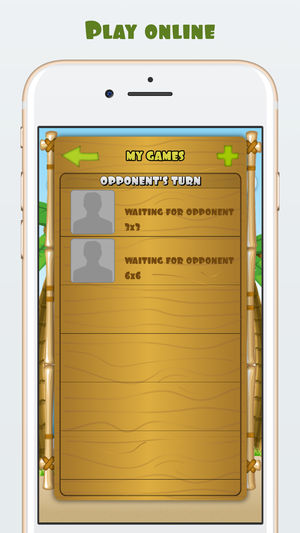 Play online
My Games
Opponent's turn
Waiting for opponent
3x3
Waiting for opponent
6x6